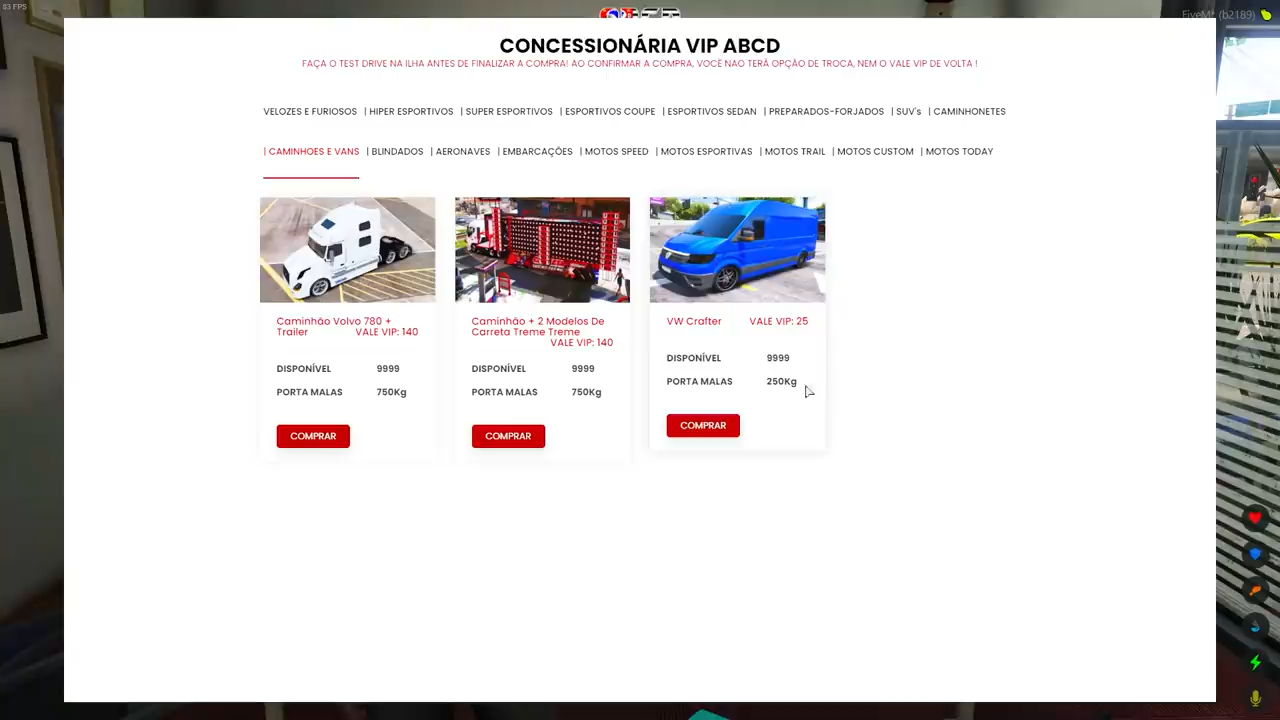 83 FPS
FiveM* (b2189)
CONCESSIONÁRIA VIP ABCD
FAÇA O TEST DRIVE NA ILHA ANTES DE FINALIZAR A COMPRA! AO CONFIRMAR A COMPRA, VOCÊ NAO TERÁ OPÇÃO DE TROCA, NEM O VALE VIP DE VOLTA !
VELOZES E FURIOSOS | HIPER ESPORTIVOS | SUPER ESPORTIVOS | ESPORTIVOS COUPE | ESPORTIVOS SEDAN | PREPARADOS-FORJADOS | SUV's | CAMINHONETES
| CAMINHOES E VANS | BLINDADOS | AERONAVES | EMBARCAÇÕES | MOTOS SPEED | MOTOS ESPORTIVAS | MOTOS TRAIL | MOTOS CUSTOM | MOTOS TODAY
Caminhão Volvo 780 +
Trailer VALE VIP: 140
DISPONÍVEL 9999
PORTA MALAS 750Kg
COMPRAR
Caminhão + 2 Modelos De
Carreta Treme Treme
VALE VIP: 140
DISPONÍVEL 9999
PORTA MALAS 750Kg
COMPRAR
VW Crafter VALE VIP: 25
DISPONÍVEL 9999
PORTA MALAS 250Kg
COMPRAR